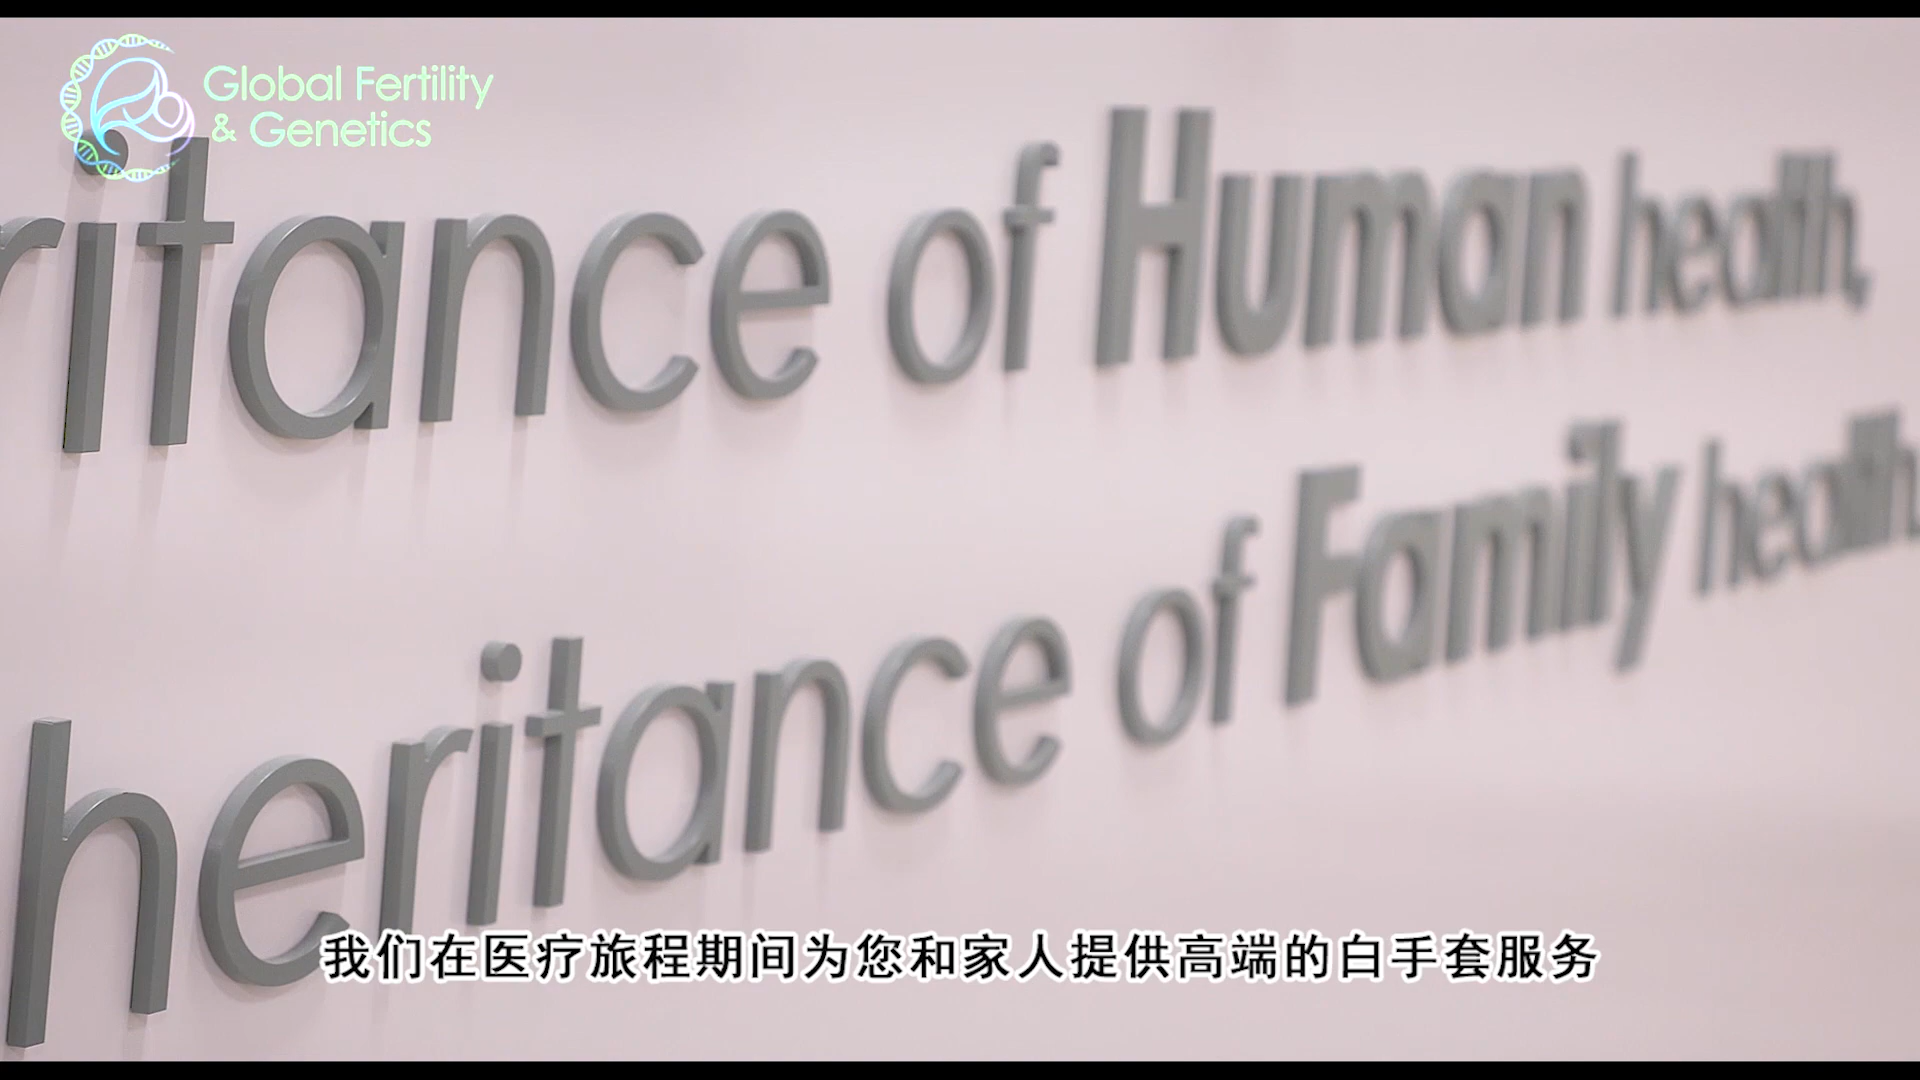 Global Fertility
& Genetics
ritance of Human health,
heritance of Family health.
我们在医疗旅程期间为您和家人提供高端的白手套服务